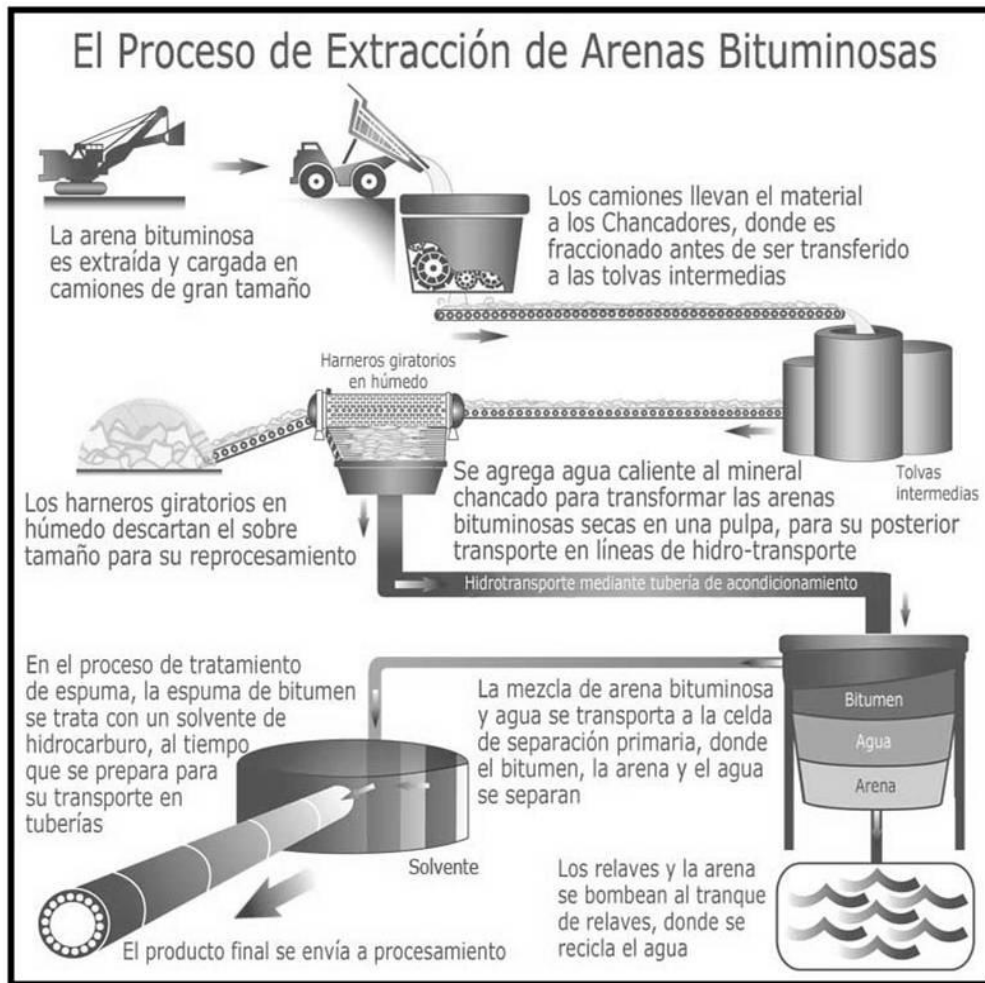 El Proceso de Extracción de Arenas Bituminosas
La arena bituminosa
es extraída y cargada en
camiones de gran tamaño
Los camiones llevan el material
a los Chancadores, donde es
fraccionado antes de ser transferido
a las tolvas intermedias
Harneros giratorios
en húmedo
Tolvas
intermedias
Los harneros giratorios en
húmedo descartan el sobre
tamaño para su reprocesamiento
Se agrega agua caliente al mineral
chancado para transformar las arenas
bituminosas secas en una pulpa, para su posterior
transporte en líneas de hidro-transporte
Hidrotransporte mediante tubería de acondicionamiento
En el proceso de tratamiento
de espuma, la espuma de bitumen
se trata con un solvente de
hidrocarburo, al tiempo
que se prepara para
su transporte en
tuberías
La mezcla de arena bituminosa
y agua se transporta a la celda
de separación primaria, donde
el bitumen, la arena y el agua
se separan
Bitumen
Agua
Arena
Solvente
Los relaves y la arena
se bombean al tranque
de relaves, donde se
recicla el agua
El producto final se envía a procesamiento